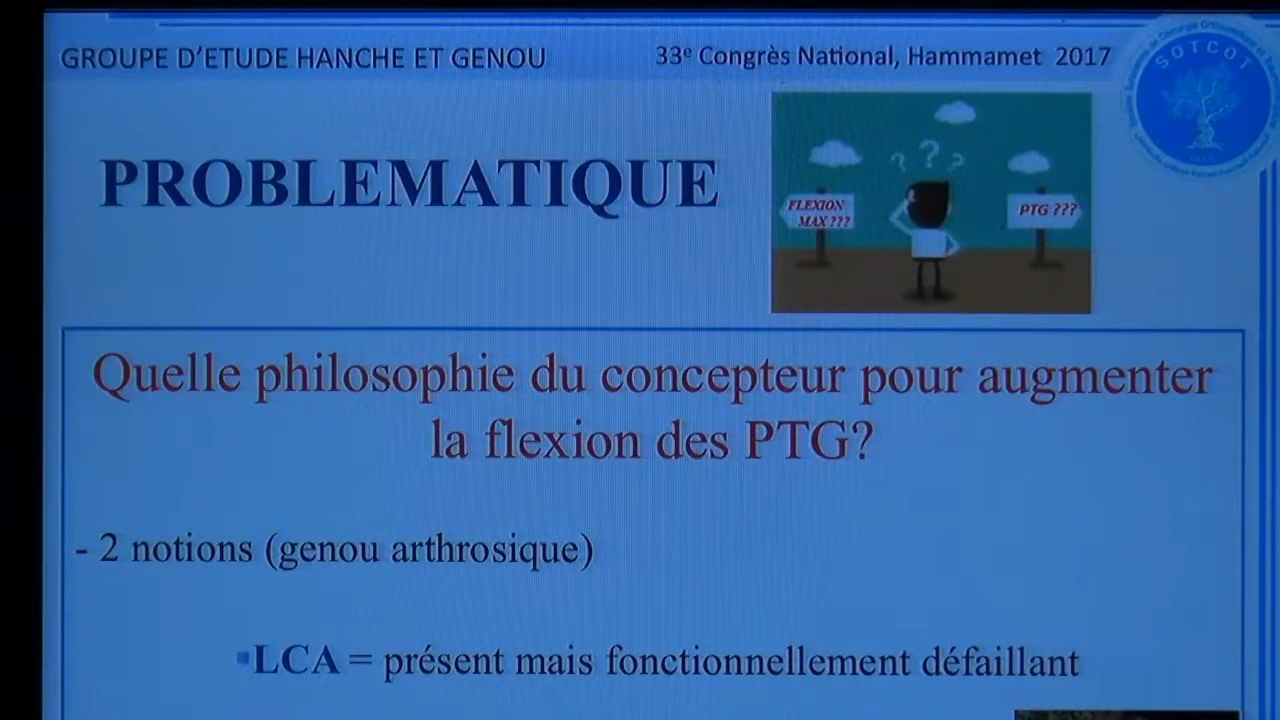 GROUPE D'ETUDE HANCHE ET GENOU
33e Congrès National, Hammamet 2017
SOTCOT
PROBLEMATIQUE
FLEXION
MAX ???
? ? ?
PTG ???
Quelle philosophie du concepteur pour augmenter
la flexion des PTG?
- 2 notions (genou arthrosique)
▪LCA = présent mais fonctionnellement défaillant